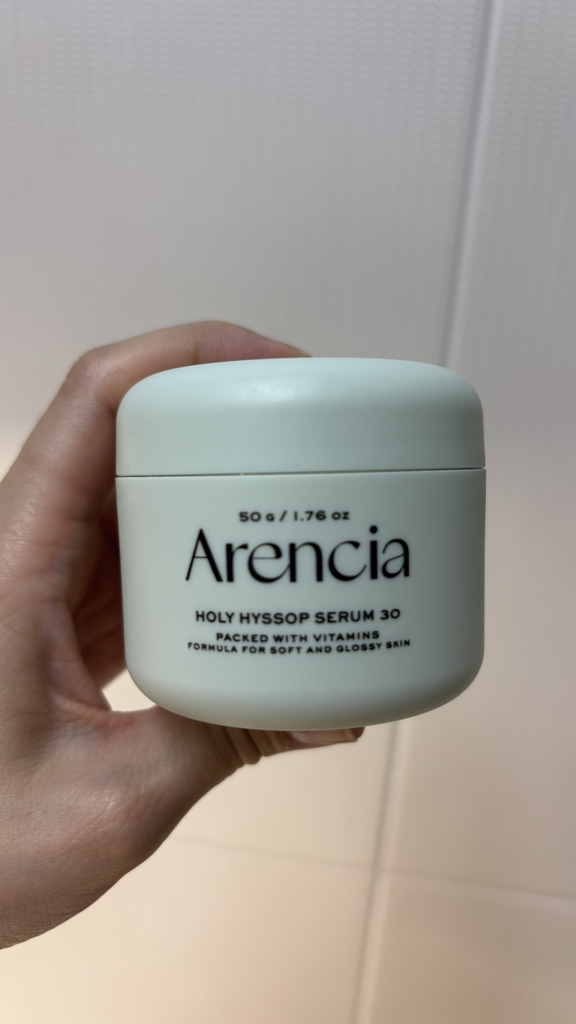 50 G / 1.76 OZ
Arencia
HOLY HYSSOP SERUM 30
PACKED WITH VITAMINS
FORMULA FOR SOFT AND GLOSSY SKIN